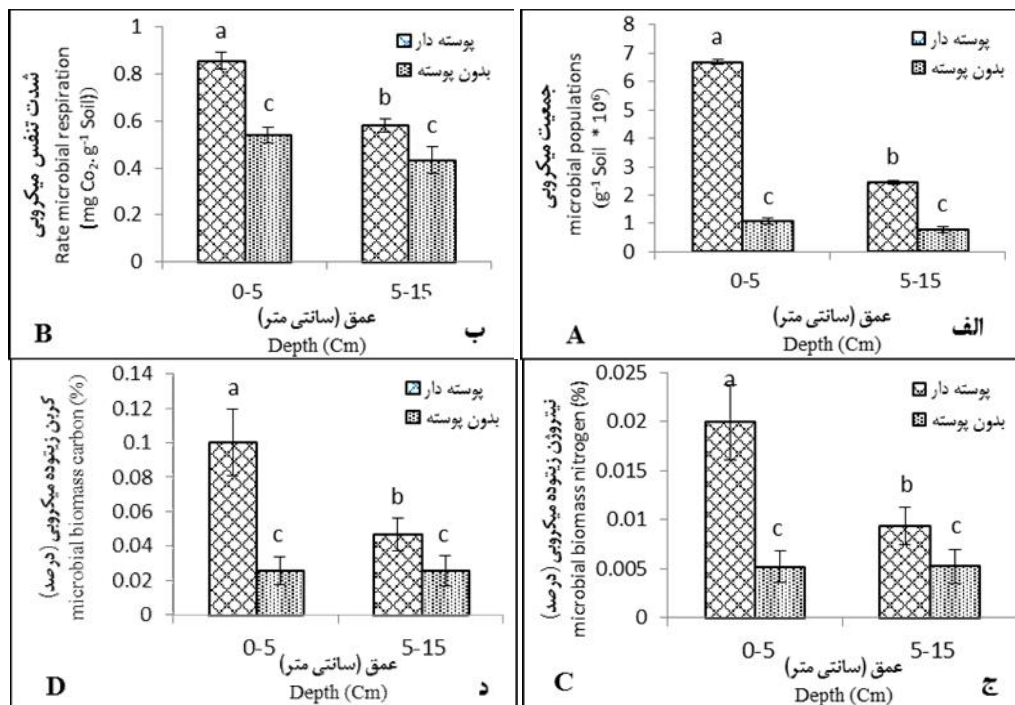 شدت تنفس میکروبی
Rate microbial respiration
(mg Co₂. g⁻¹ Soil))
1
0.8
0.6
0.4
0.2
0
a
c
b
c
پوسته دار
بدون پوسته
0-5
5-15
عمق (سانتی متر)
Depth (Cm)
B
ب
جمعیت میکروبی
microbial populations
(g⁻¹ Soil * 10⁶)
8
7
6
5
4
3
2
1
0
a
c
b
c
پوسته دار
بدون پوسته
0-5
5-15
عمق (سانتی متر)
Depth (Cm)
A
الف
کربن زیتوده میکروبی (درصد)
microbial biomass carbon (%)
0.14
0.12
0.1
0.08
0.06
0.04
0.02
0
a
c
b
c
پوسته دار
بدون پوسته
0-5
5-15
عمق (سانتی متر)
Depth (Cm)
D
د
نیتروژن زیتوده میکروبی (درصد)
microbial biomass nitrogen (%)
0.025
0.02
0.015
0.01
0.005
0
a
c
b
c
پوسته دار
بدون پوسته
0-5
5-15
عمق (سانتی متر)
Depth (Cm)
C
ج